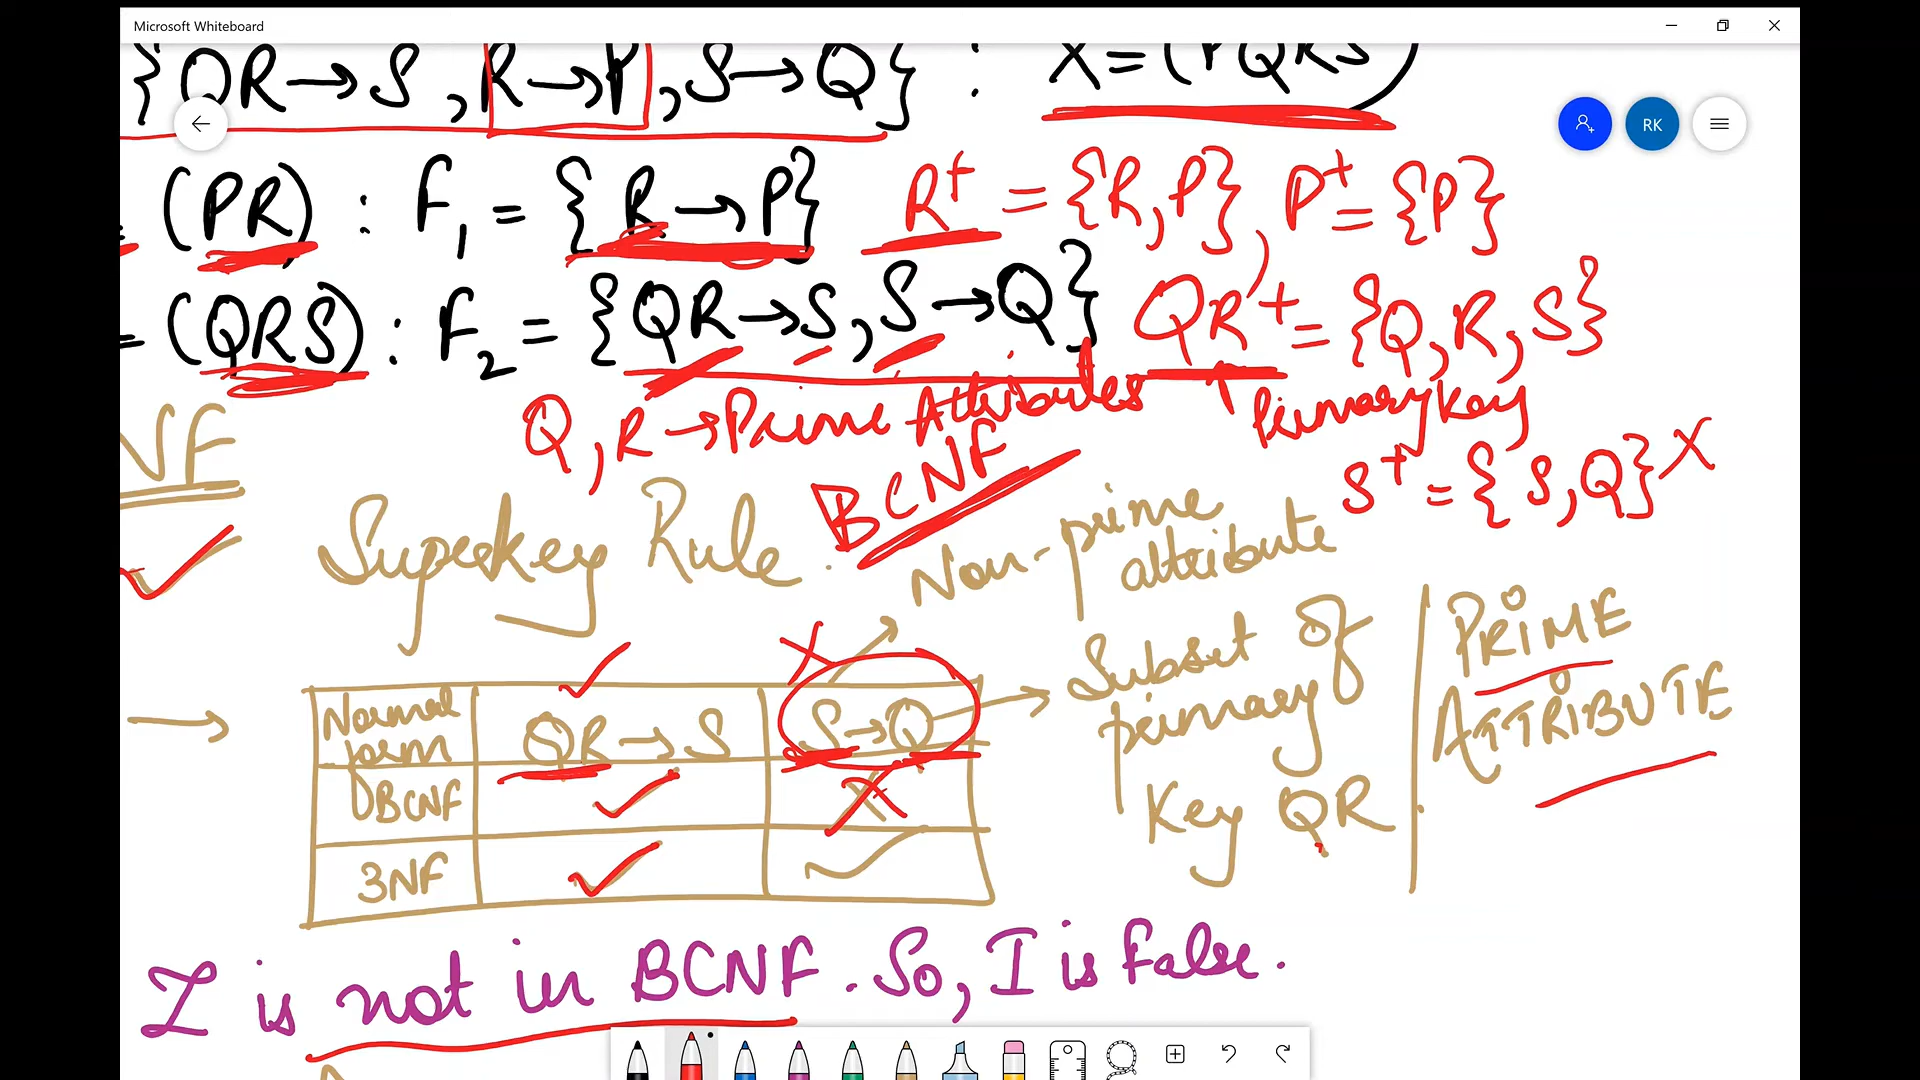 Microsoft Whiteboard
{QR→S, R→P, S→Q} : X = (PQRS)
RK
= (PR) : F1 = {R→P} R+ = {R,P}, P+ = {P}
= (QRS) : F2 = {QR→S, S→Q} QR+ = {Q,R,S}
Q, R → Prime Attributes
Primary Key
NF
BCNF
S+ = {S,Q} X
Superkey Rule.
Non-prime
attribute
Subset of
primary
Key QR
PRIME
ATTRIBUTE
Normal form QR→S S→Q
BCNF ✓ X
3NF ✓ ✓
Z is not in BCNF. So, I is false.